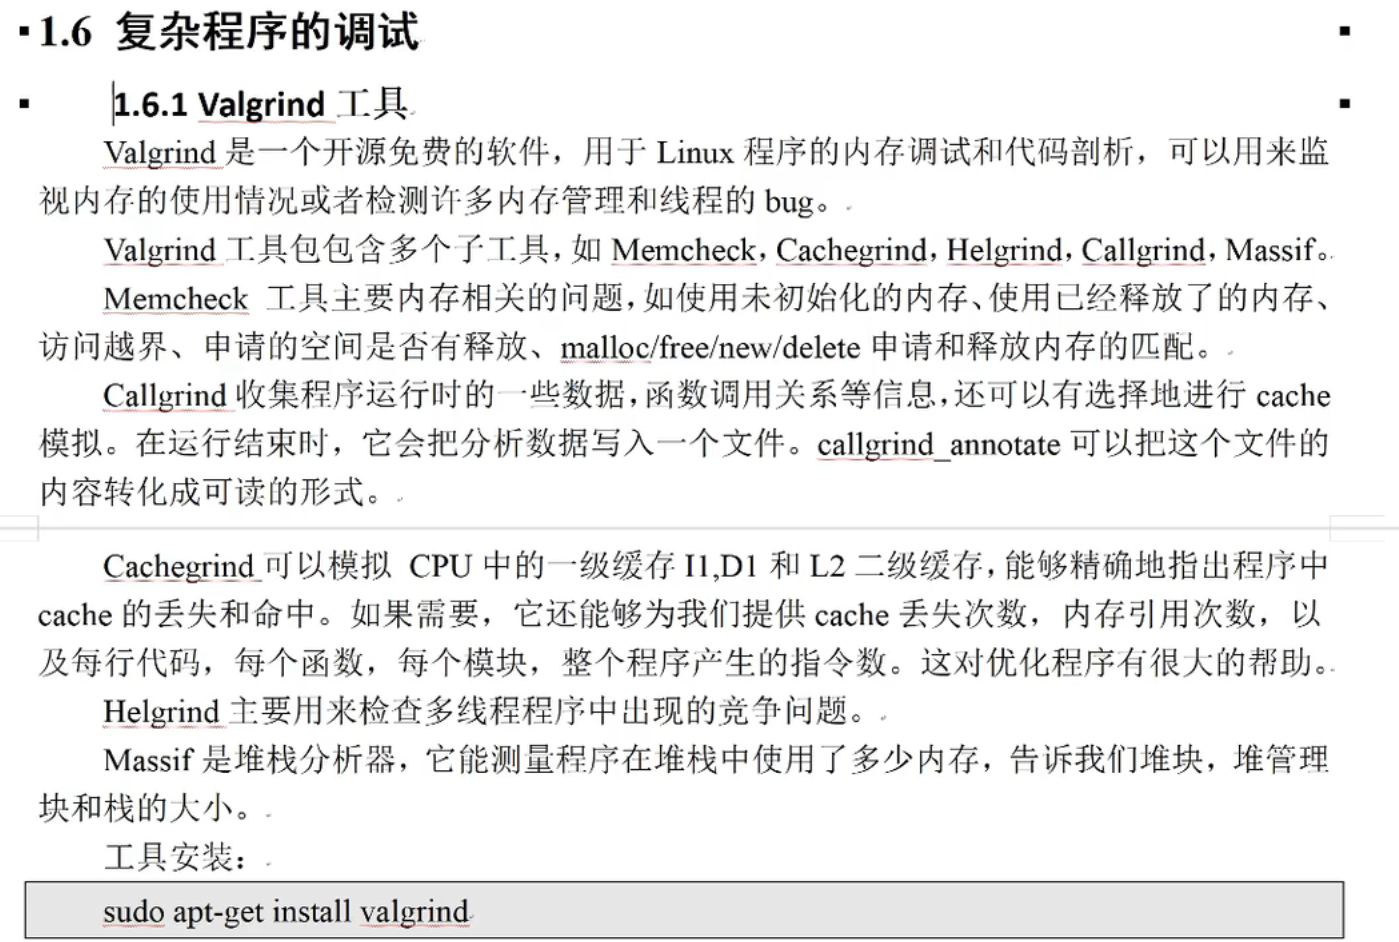 1.6 复杂程序的调试
1.6.1 Valgrind 工具
Valgrind 是一个开源免费的软件，用于 Linux 程序的内存调试和代码剖析，可以用来监
视内存的使用情况或者检测许多内存管理和线程的 bug。
Valgrind 工具包包含多个子工具，如 Memcheck，Cachegrind，Helgrind，Callgrind，Massif。
Memcheck 工具主要内存相关的问题，如使用未初始化的内存、使用已经释放了的内存、
访问越界、申请的空间是否有释放、malloc/free/new/delete 申请和释放内存的匹配。
Callgrind 收集程序运行时的一些数据，函数调用关系等信息，还可以有选择地进行 cache
模拟。在运行结束时，它会把分析数据写入一个文件。callgrind_annotate 可以把这个文件的
内容转化成可读的形式。
Cachegrind 可以模拟 CPU 中的一级缓存 I1,D1 和 L2 二级缓存，能够精确地指出程序中
cache 的丢失和命中。如果需要，它还能够为我们提供 cache 丢失次数，内存引用次数，以
及每行代码，每个函数，每个模块，整个程序产生的指令数。这对优化程序有很大的帮助。
Helgrind 主要用来检查多线程程序中出现的竞争问题。
Massif 是堆栈分析器，它能测量程序在堆栈中使用了多少内存，告诉我们堆块，堆管理
块和栈的大小。
工具安装：
sudo apt-get install valgrind